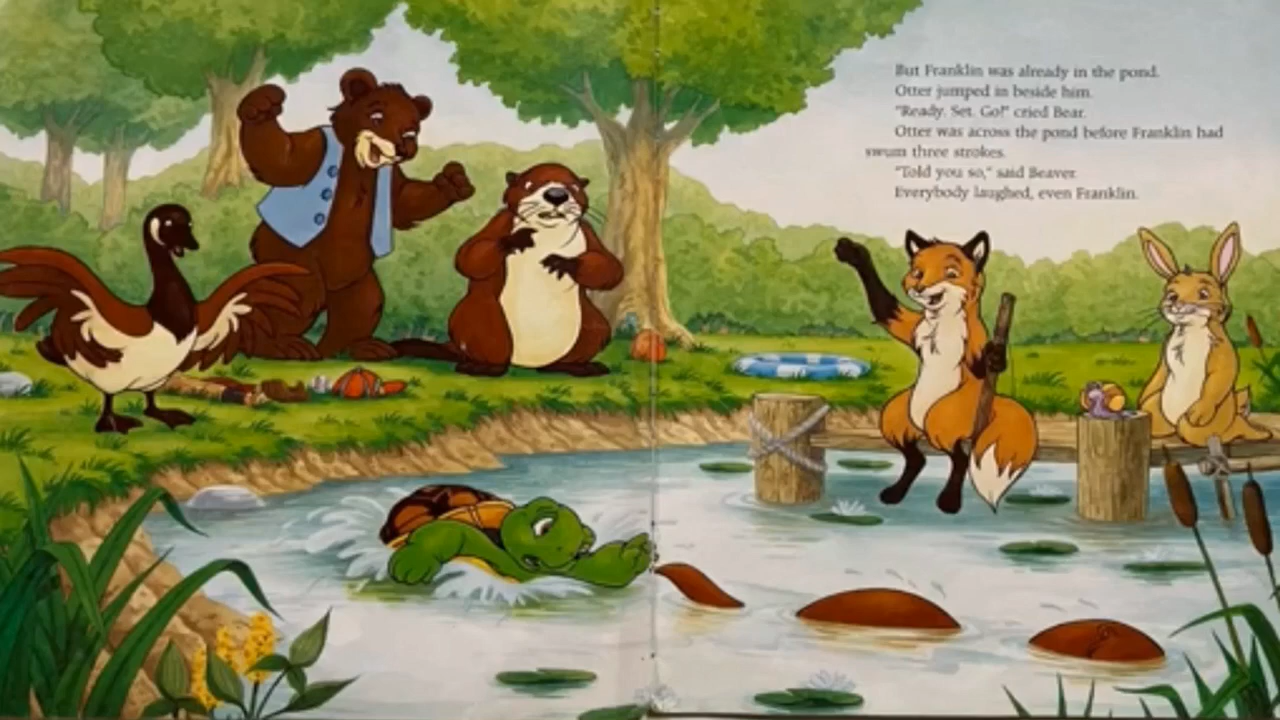 But Franklin was already in the pond.
Otter jumped in beside him.
"Ready. Set. Go!" cried Bear.
Otter was across the pond before Franklin had
swum three strokes.
"Told you so," said Beaver.
Everybody laughed, even Franklin.